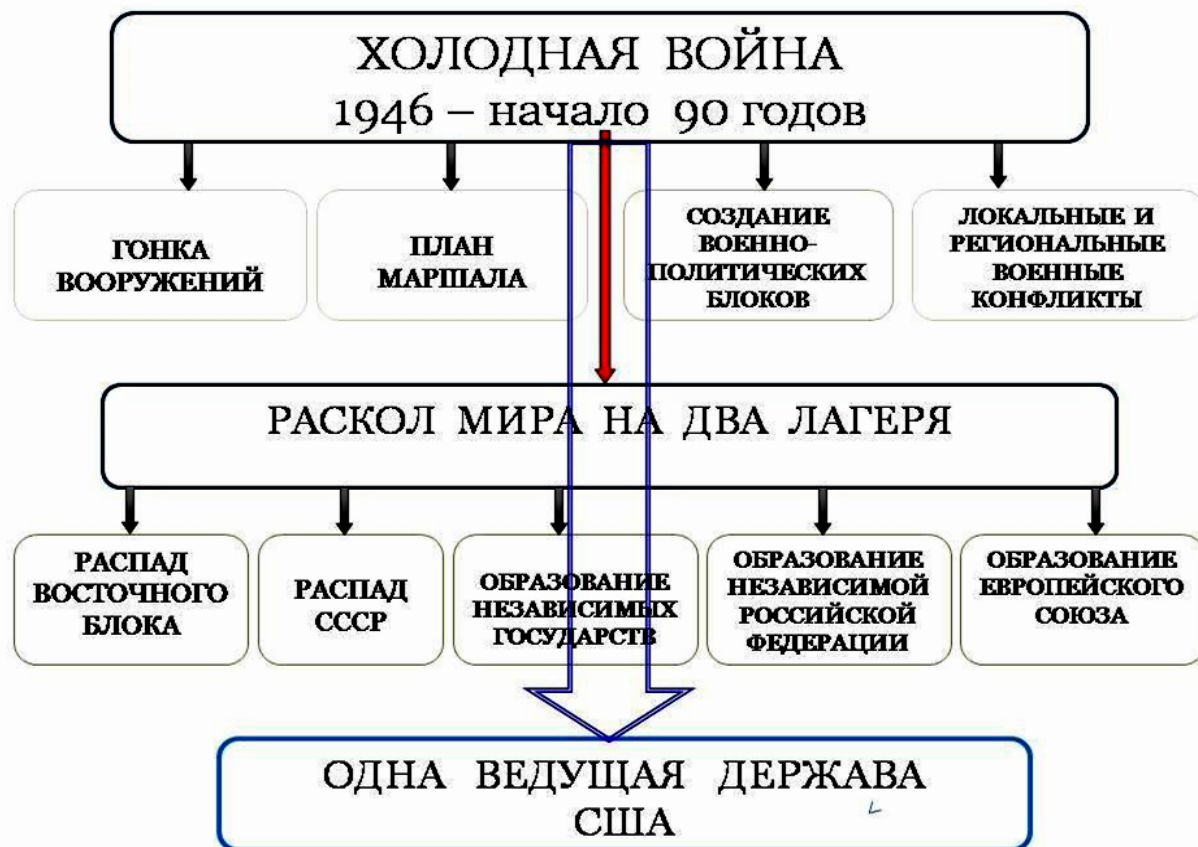 ХОЛОДНАЯ ВОЙНА
1946 – начало 90 годов
ГОНКА
ВООРУЖЕНИЙ
ПЛАН
МАРШАЛА
СОЗДАНИЕ
ВОЕННО-
ПОЛИТИЧЕСКИХ
БЛОКОВ
ЛОКАЛЬНЫЕ И
РЕГИОНАЛЬНЫЕ
ВОЕННЫЕ
КОНФЛИКТЫ
РАСКОЛ МИРА НА ДВА ЛАГЕРЯ
РАСПАД
ВОСТОЧНОГО
БЛОКА
РАСПАД
СССР
ОБРАЗОВАНИЕ
НЕЗАВИСИМЫХ
ГОСУДАРСТВ
ОБРАЗОВАНИЕ
НЕЗАВИСИМОЙ
РОССИЙСКОЙ
ФЕДЕРАЦИИ
ОБРАЗОВАНИЕ
ЕВРОПЕЙСКОГО
СОЮЗА
ОДНА ВЕДУЩАЯ ДЕРЖАВА
США